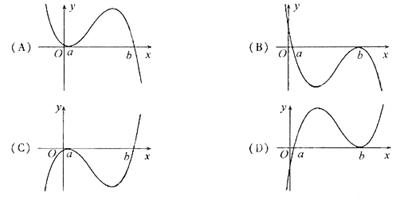 (A) y O a b x
(B) y O a b x
(C) y O a b x
(D) y O a b x